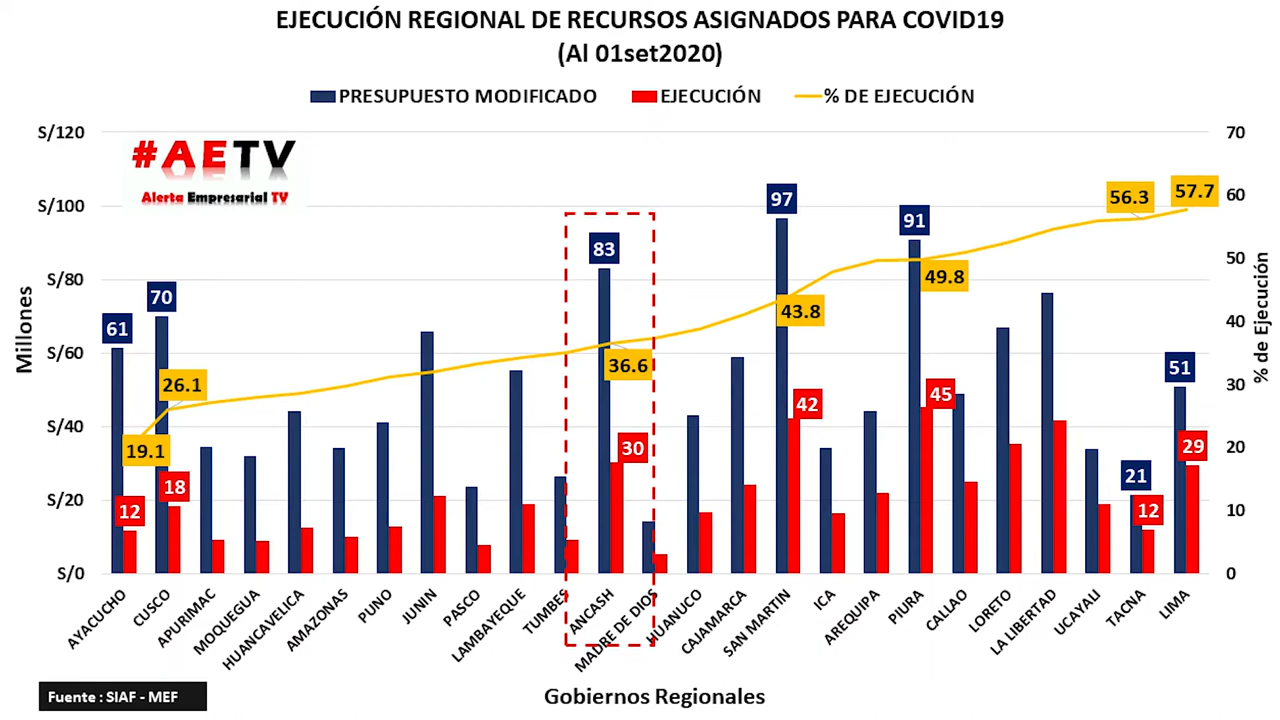 EJECUCIÓN REGIONAL DE RECURSOS ASIGNADOS PARA COVID19
(Al 01set2020)
PRESUPUESTO MODIFICADO EJECUCIÓN % DE EJECUCIÓN
#AETV
Alerta Empresarial TV
Millones
S/120
S/100
S/80
S/60
S/40
S/20
S/0
70
60
50
40
30
20
10
0
% de Ejecución
61
70
83
97
91
21
51
19.1
26.1
36.6
43.8
49.8
56.3
57.7
12
18
30
42
45
12
29
AYACUCHO
CUSCO
APURIMAC
MOQUEGUA
HUANCAVELICA
AMAZONAS
PUNO
JUNIN
PASCO
LAMBAYEQUE
TUMBES
ANCASH
MADRE DE DIOS
HUANUCO
CAJAMARCA
SAN MARTIN
ICA
AREQUIPA
PIURA
CALLAO
LORETO
LA LIBERTAD
UCAYALI
TACNA
LIMA
Gobiernos Regionales
Fuente : SIAF - MEF